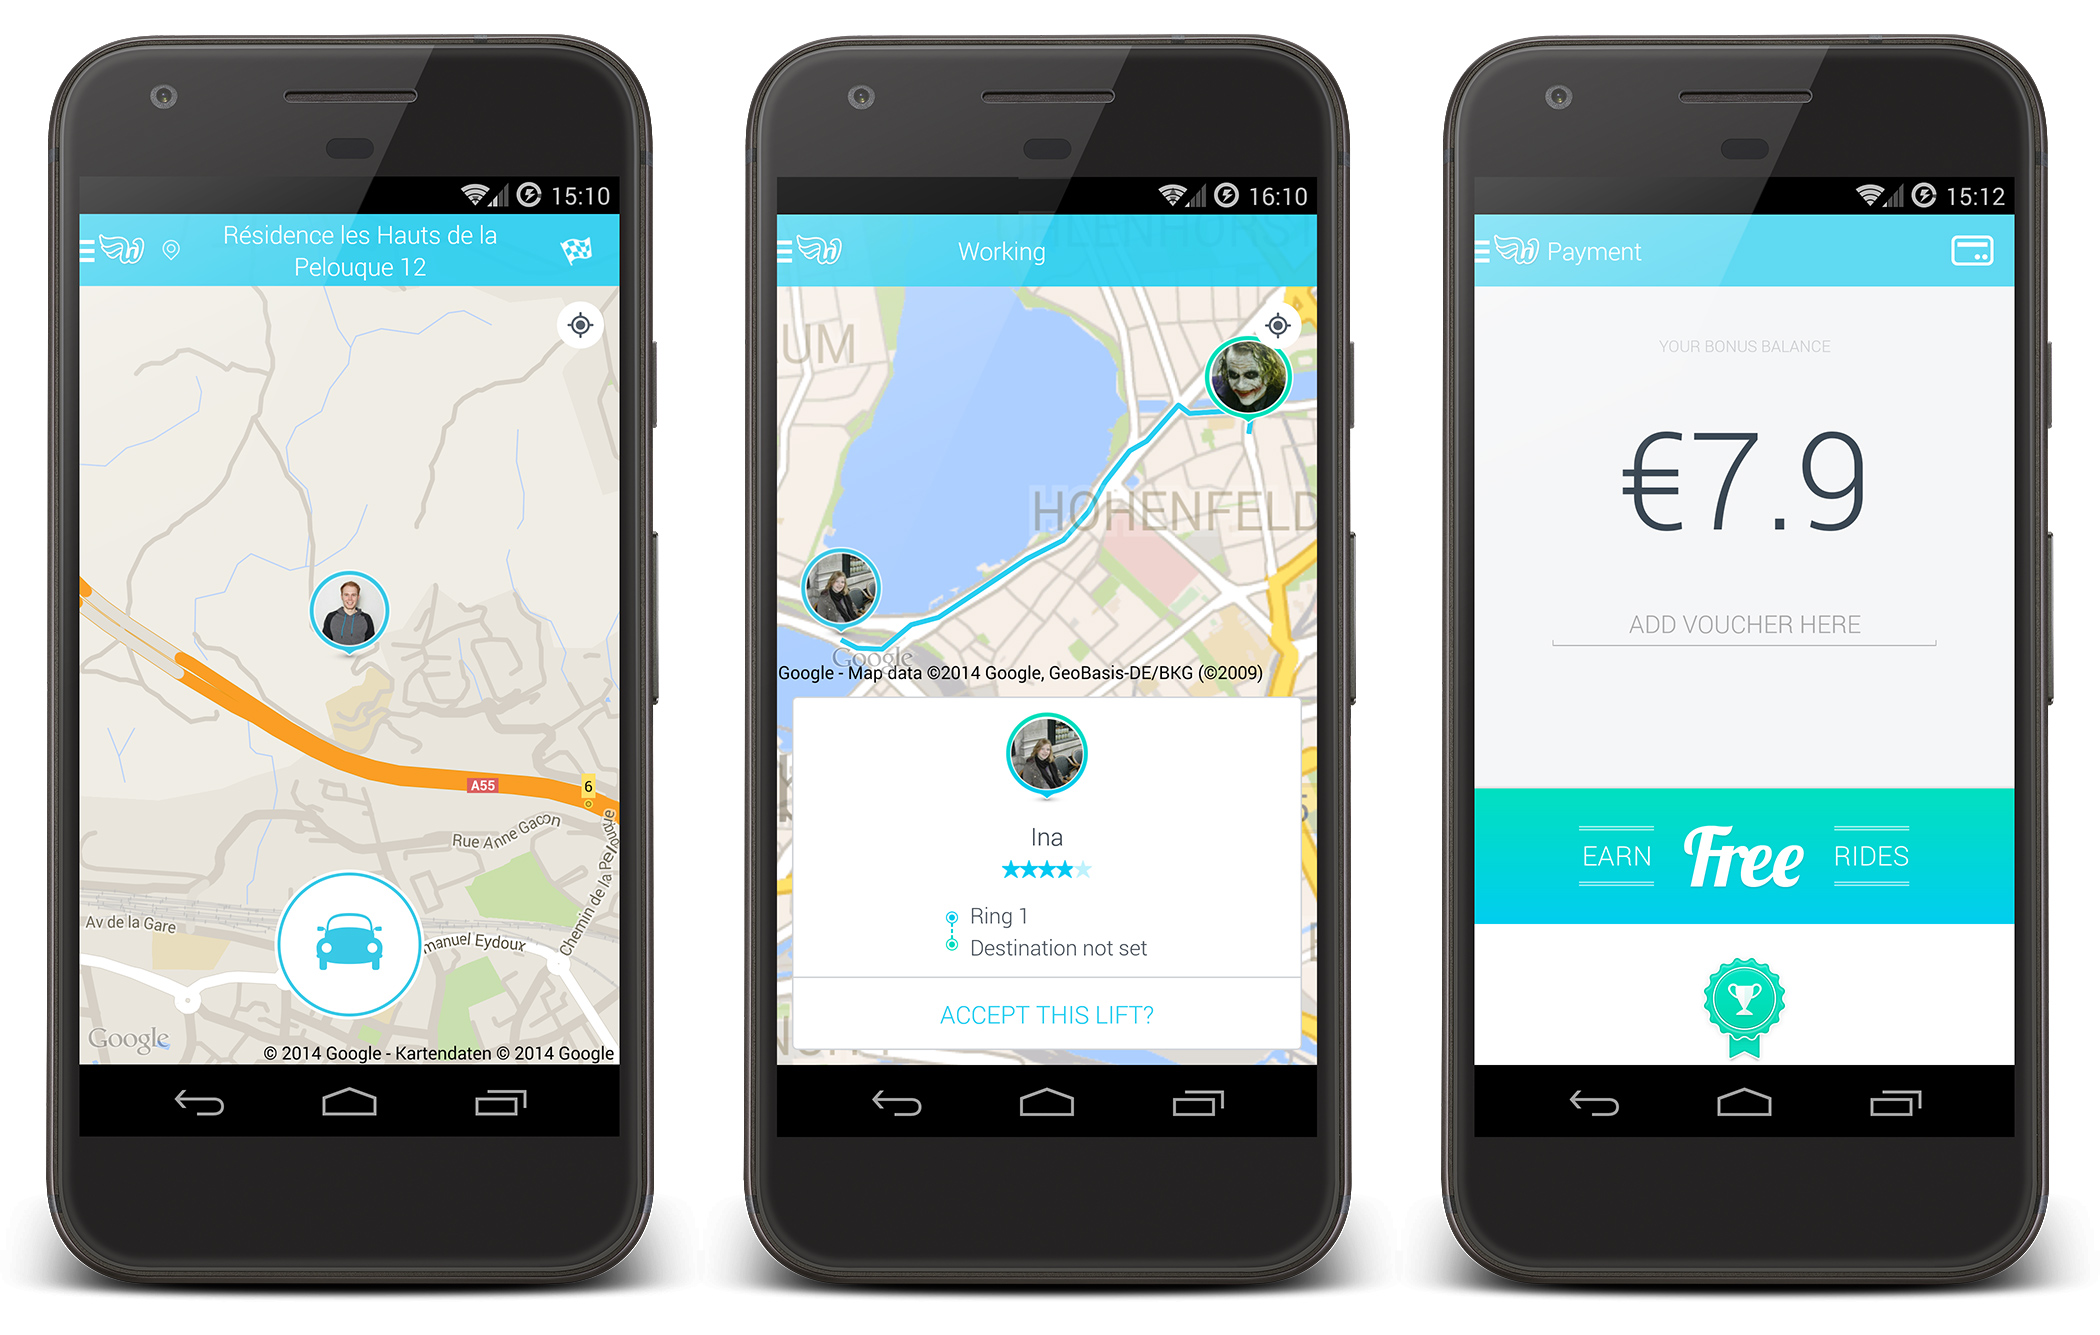 15:10
Résidence les Hauts de la
Pelouque 12
A55
6
Rue Anne Gacon
Chemin de la Pelouque
Av de la Gare
manuel Eydoux
Google
© 2014 Google - Kartendaten © 2014 Google
16:10
Working
UM
HOHENFELD
Google
Google - Map data ©2014 Google, GeoBasis-DE/BKG (©2009)
Ina
Ring 1
Destination not set
ACCEPT THIS LIFT?
15:12
Payment
YOUR BONUS BALANCE
€7.9
ADD VOUCHER HERE
EARN Free RIDES